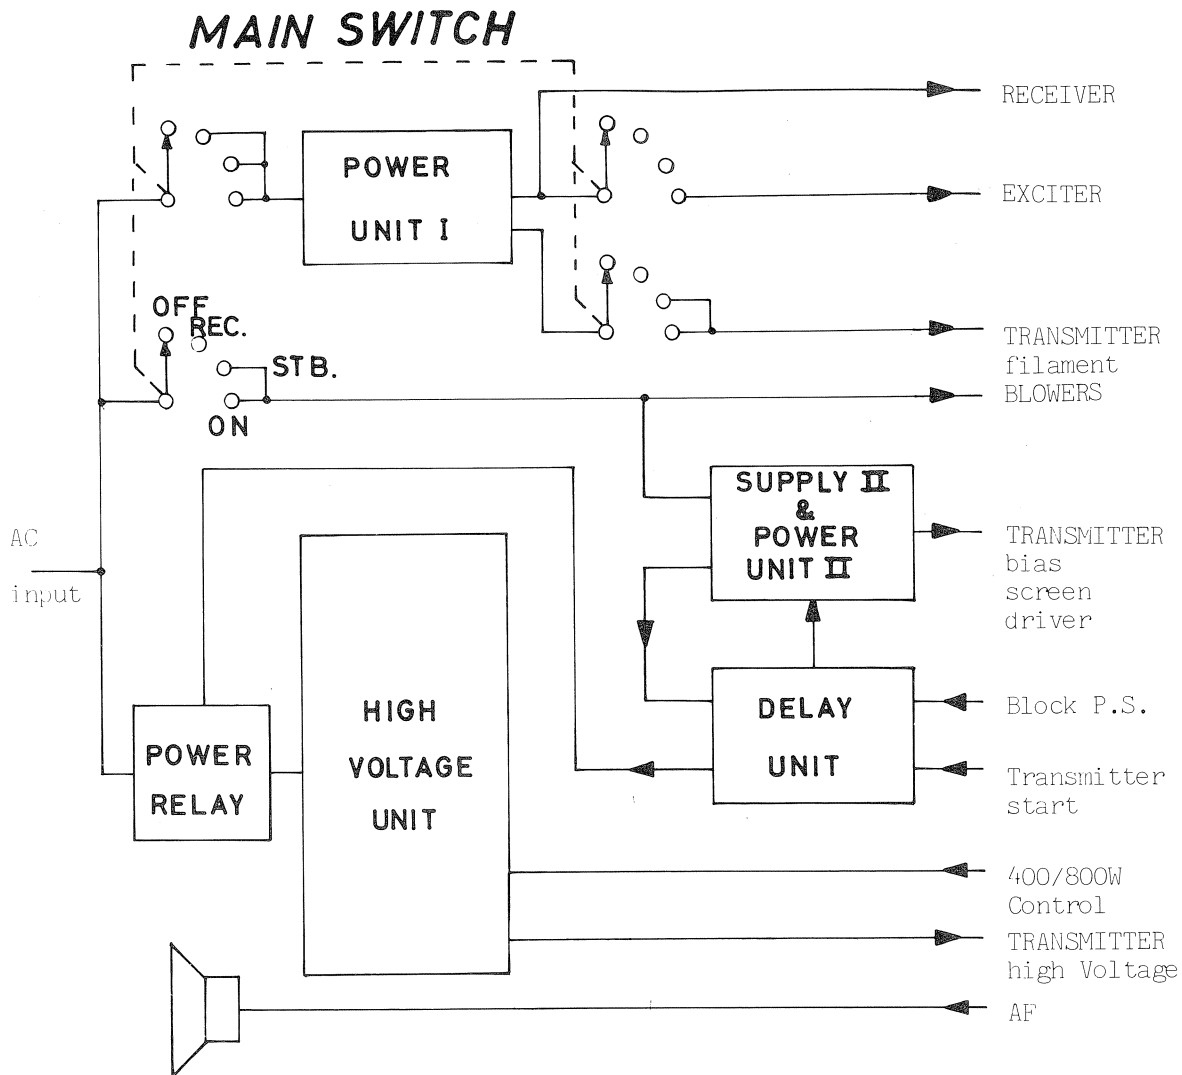 MAIN SWITCH
RECEIVER
POWER
UNIT I
EXCITER
OFF
REC.
STB.
ON
TRANSMITTER
filament
BLOWERS
AC
input
SUPPLY II
&
POWER
UNIT II
TRANSMITTER
bias
screen
driver
HIGH
VOLTAGE
UNIT
DELAY
UNIT
Block P.S.
POWER
RELAY
Transmitter
start
400/800W
Control
TRANSMITTER
high Voltage
AF